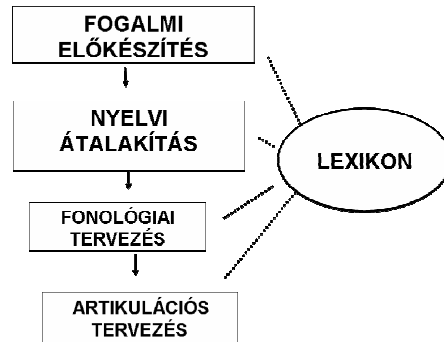 FOGALMI
ELŐKÉSZÍTÉS
NYELVI
ÁTALAKÍTÁS
LEXIKON
FONOLÓGIAI
TERVEZÉS
ARTIKULÁCIÓS
TERVEZÉS